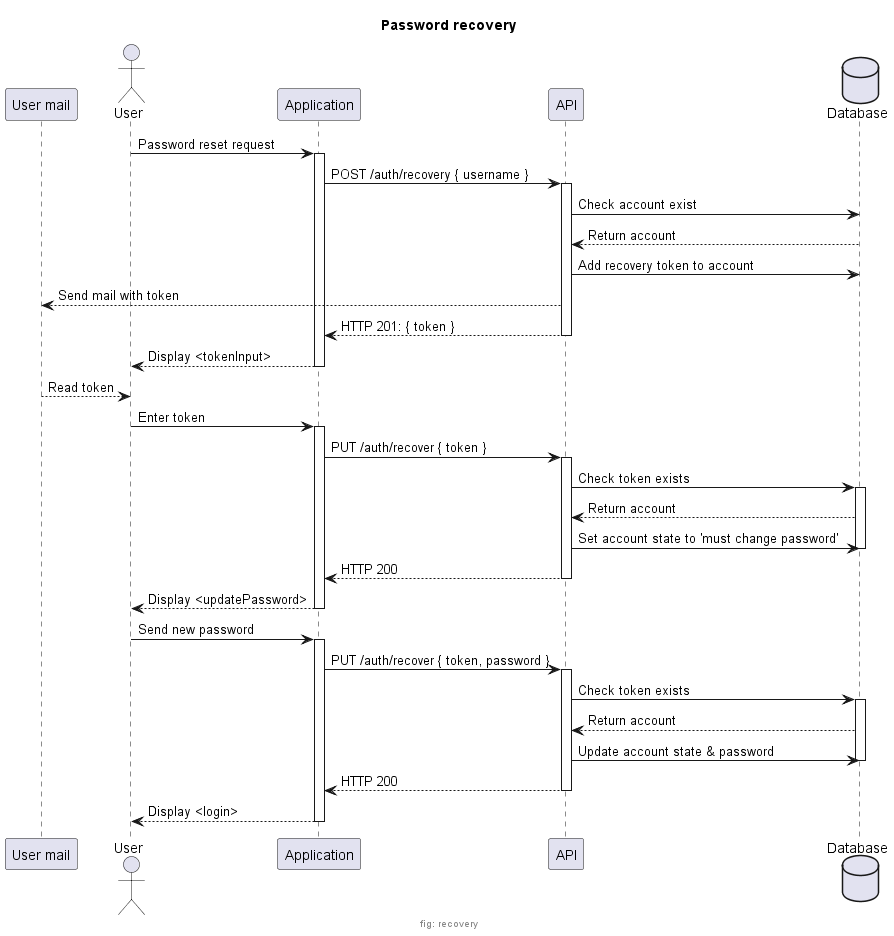 Password recovery
User mail
User
Application
API
Database
Password reset request
POST /auth/recovery { username }
Check account exist
Return account
Add recovery token to account
Send mail with token
HTTP 201: { token }
Display <tokenInput>
Read token
Enter token
PUT /auth/recover { token }
Check token exists
Return account
Set account state to 'must change password'
HTTP 200
Display <updatePassword>
Send new password
PUT /auth/recover { token, password }
Check token exists
Return account
Update account state & password
HTTP 200
Display <login>
User mail
User
Application
API
Database
fig: recovery